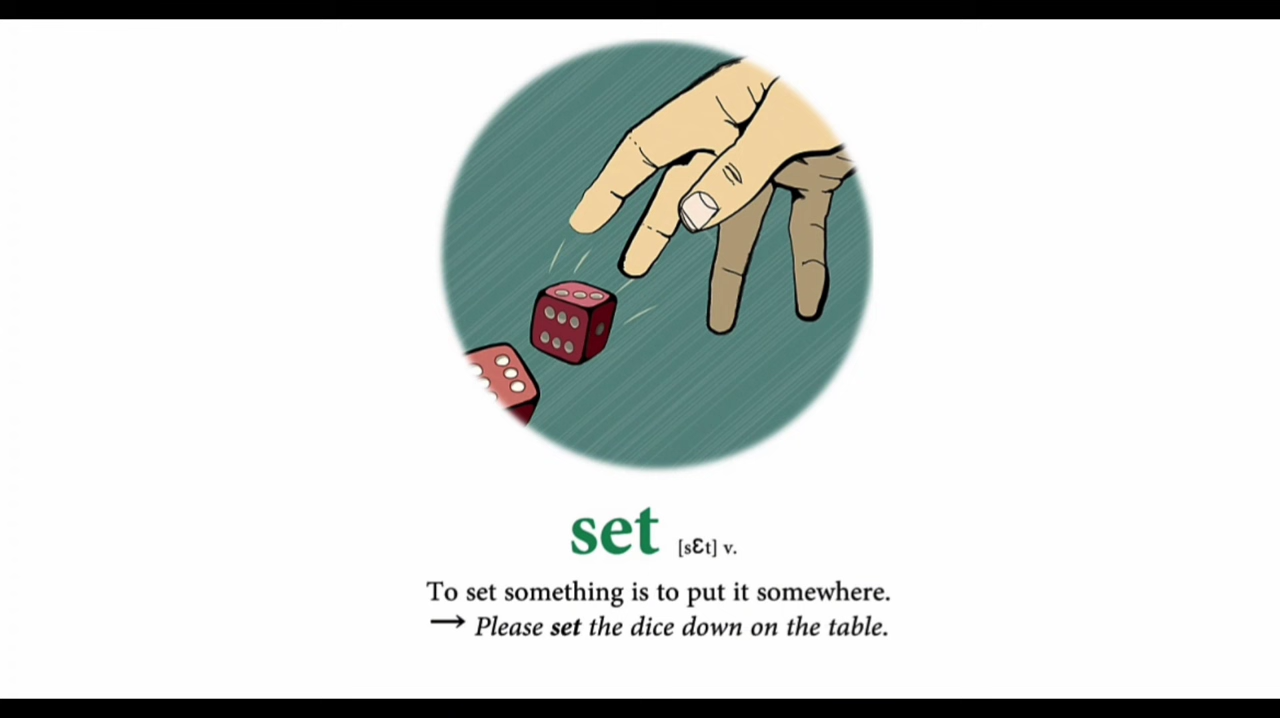 set [sɛt] v.
To set something is to put it somewhere.
→ Please set the dice down on the table.